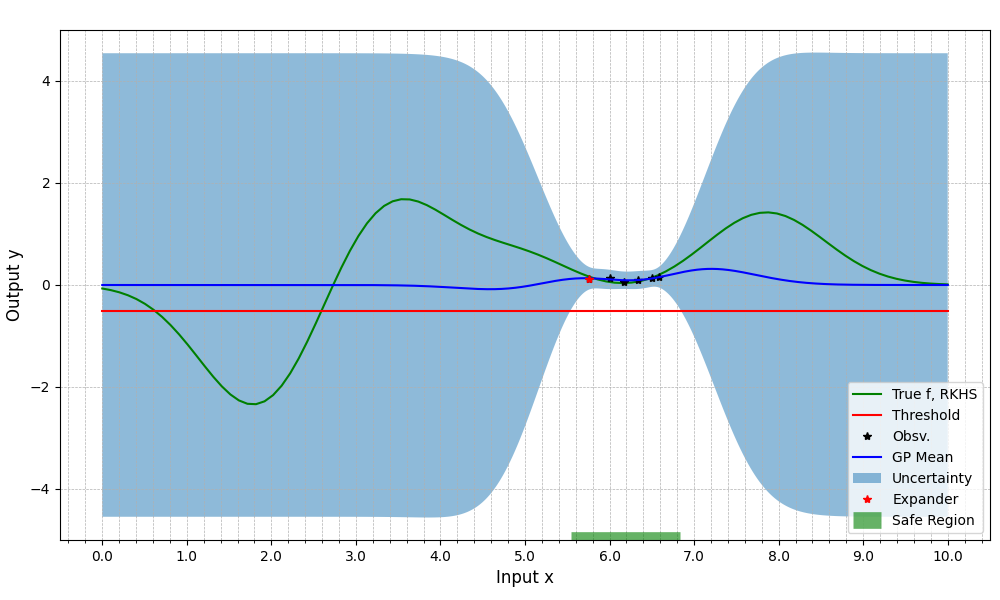 4
2
0
−2
−4
Output y
0.0 1.0 2.0 3.0 4.0 5.0 6.0 7.0 8.0 9.0 10.0
Input x
True f, RKHS
Threshold
Obsv.
GP Mean
Uncertainty
Expander
Safe Region